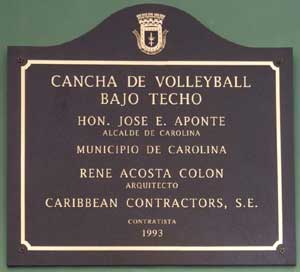 CANCHA DE VOLLEYBALL
BAJO TECHO
HON. JOSE E. APONTE
ALCALDE DE CAROLINA
MUNICIPIO DE CAROLINA
RENE ACOSTA COLON
ARQUITECTO
CARIBBEAN CONTRACTORS, S.E.
CONTRATISTA
1993